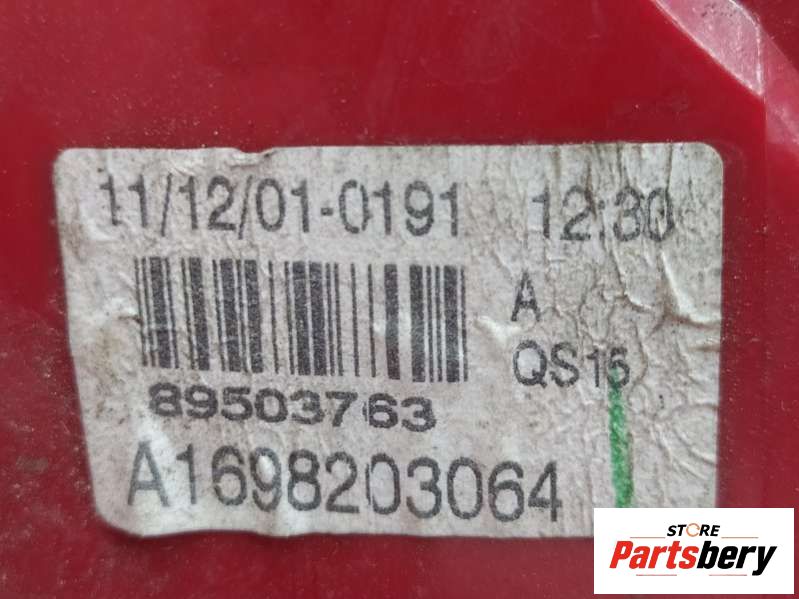 11/12/01-0191 12:30
A
QS15
89503763
A1698203064
STORE
Partsbery